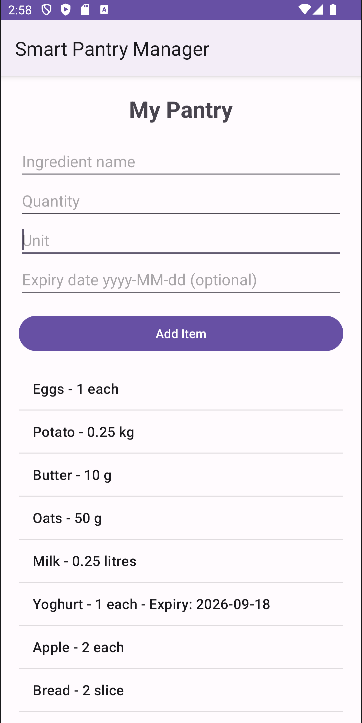 2:58
Smart Pantry Manager
My Pantry
Ingredient name
Quantity
Unit
Expiry date yyyy-MM-dd (optional)
Add Item
Eggs - 1 each
Potato - 0.25 kg
Butter - 10 g
Oats - 50 g
Milk - 0.25 litres
Yoghurt - 1 each - Expiry: 2026-09-18
Apple - 2 each
Bread - 2 slice